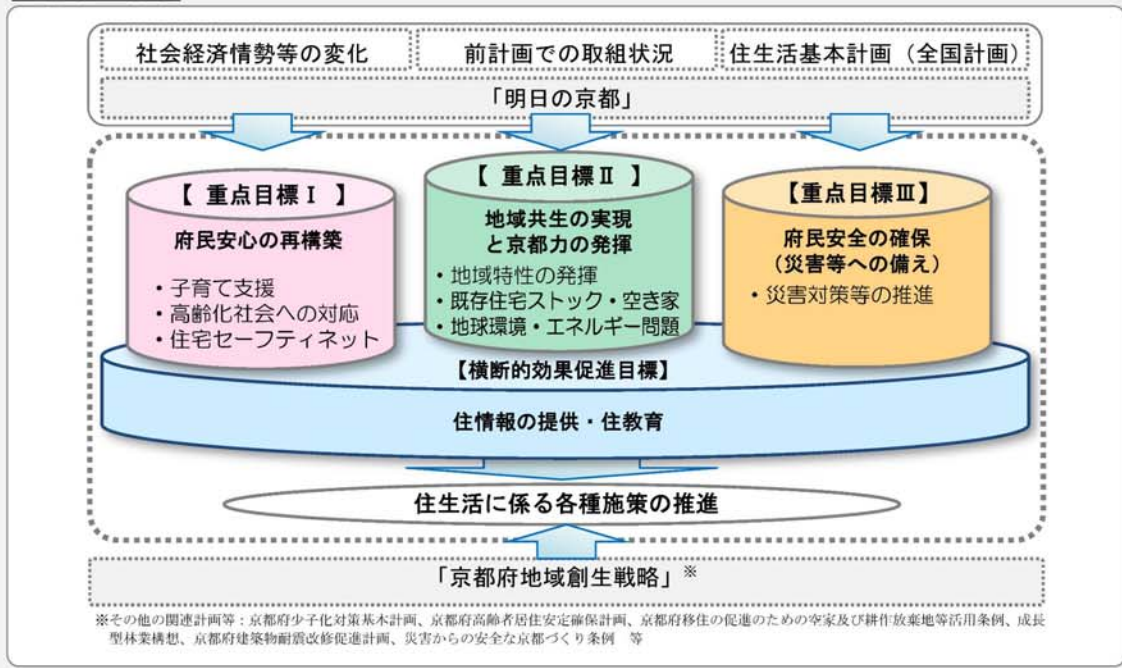 社会経済情勢等の変化
前計画での取組状況
住生活基本計画（全国計画）
「明日の京都」
【 重点目標Ⅰ 】
府民安心の再構築
・子育て支援
・高齢化社会への対応
・住宅セーフティネット
【 重点目標Ⅱ 】
地域共生の実現
と京都力の発揮
・地域特性の発揮
・既存住宅ストック・空き家
・地球環境・エネルギー問題
【重点目標Ⅲ】
府民安全の確保
（災害等への備え）
・災害対策等の推進
【横断的効果促進目標】
住情報の提供・住教育
住生活に係る各種施策の推進
「京都府地域創生戦略」※
※その他の関連計画等：京都府少子化対策基本計画、京都府高齢者居住安定確保計画、京都府移住の促進のための空家及び耕作放棄地等活用条例、成長
型林業構想、京都府建築物耐震改修促進計画、災害からの安全な京都づくり条例　等